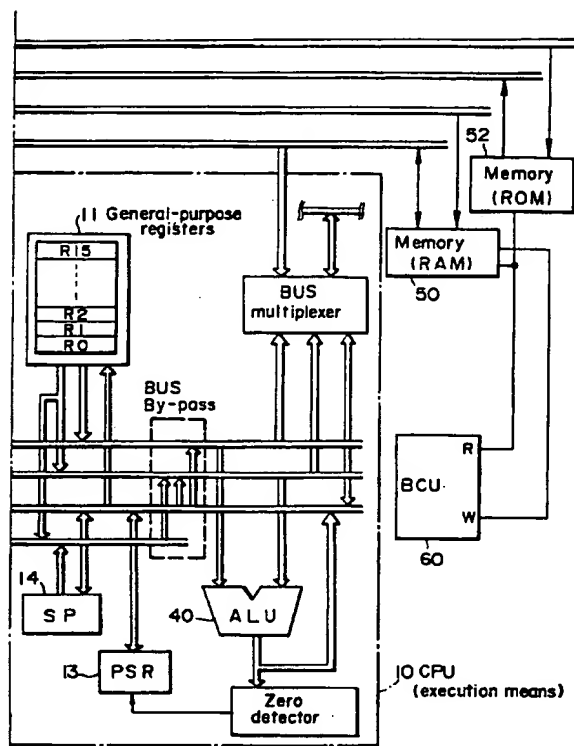 52
Memory
(ROM)
11 General-purpose
registers
R15
R2
R1
R0
Memory
(RAM)
50
BUS
multiplexer
BUS
By-pass
R
BCU
W
60
14
SP
40
ALU
13
PSR
10 CPU
(execution means)
Zero
detector